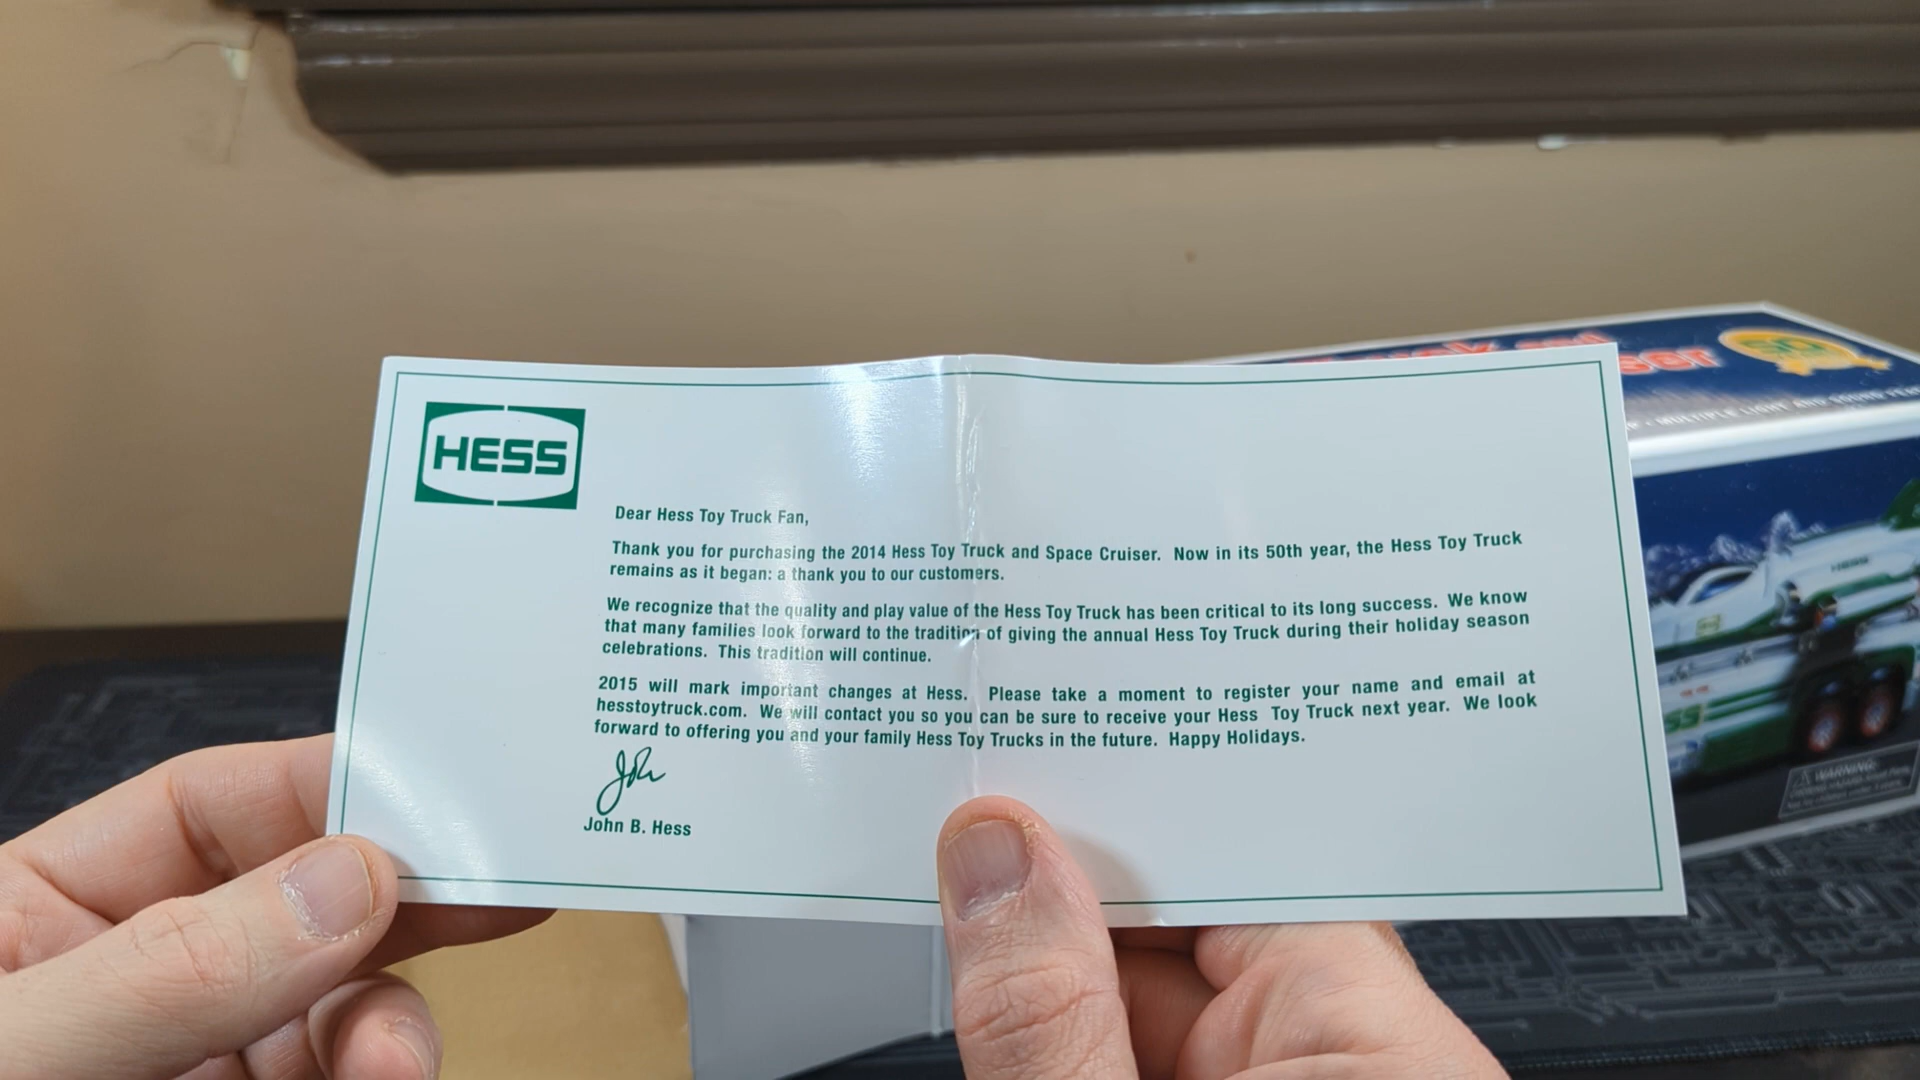 HESS
Dear Hess Toy Truck Fan,
Thank you for purchasing the 2014 Hess Toy Truck and Space Cruiser. Now in its 50th year, the Hess Toy Truck
remains as it began: a thank you to our customers.
We recognize that the quality and play value of the Hess Toy Truck has been critical to its long success. We know
that many families look forward to the tradition of giving the annual Hess Toy Truck during their holiday season
celebrations. This tradition will continue.
2015 will mark important changes at Hess. Please take a moment to register your name and email at
hesstoytruck.com. We will contact you so you can be sure to receive your Hess Toy Truck next year. We look
forward to offering you and your family Hess Toy Trucks in the future. Happy Holidays.
John
John B. Hess
MULTIPLE LIGHT AND SOUND
HESS
WARNING: